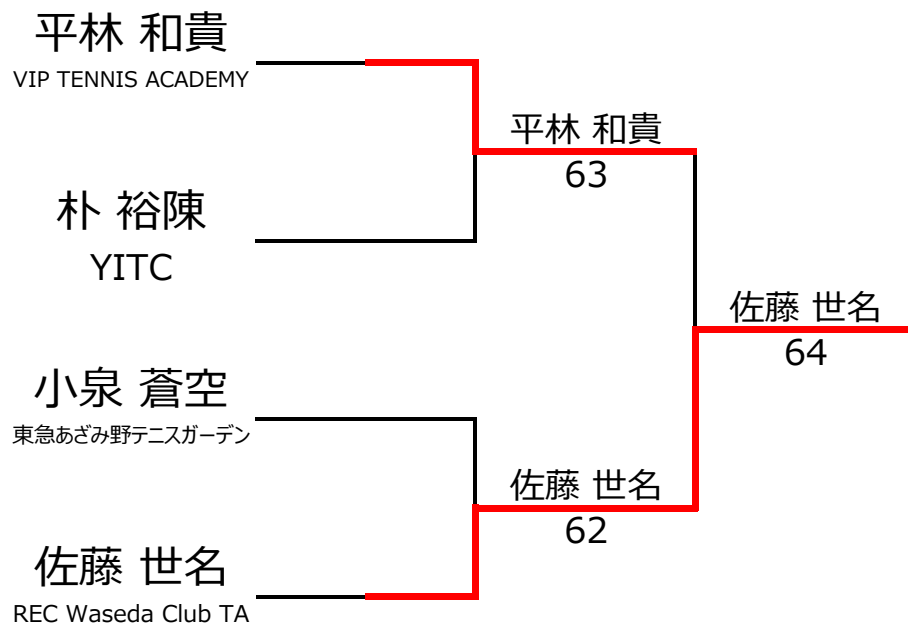 平林 和貴
VIP TENNIS ACADEMY
平林 和貴
63
朴 裕陳
YITC
佐藤 世名
64
小泉 蒼空
東急あざみ野テニスガーデン
佐藤 世名
62
佐藤 世名
REC Waseda Club TA